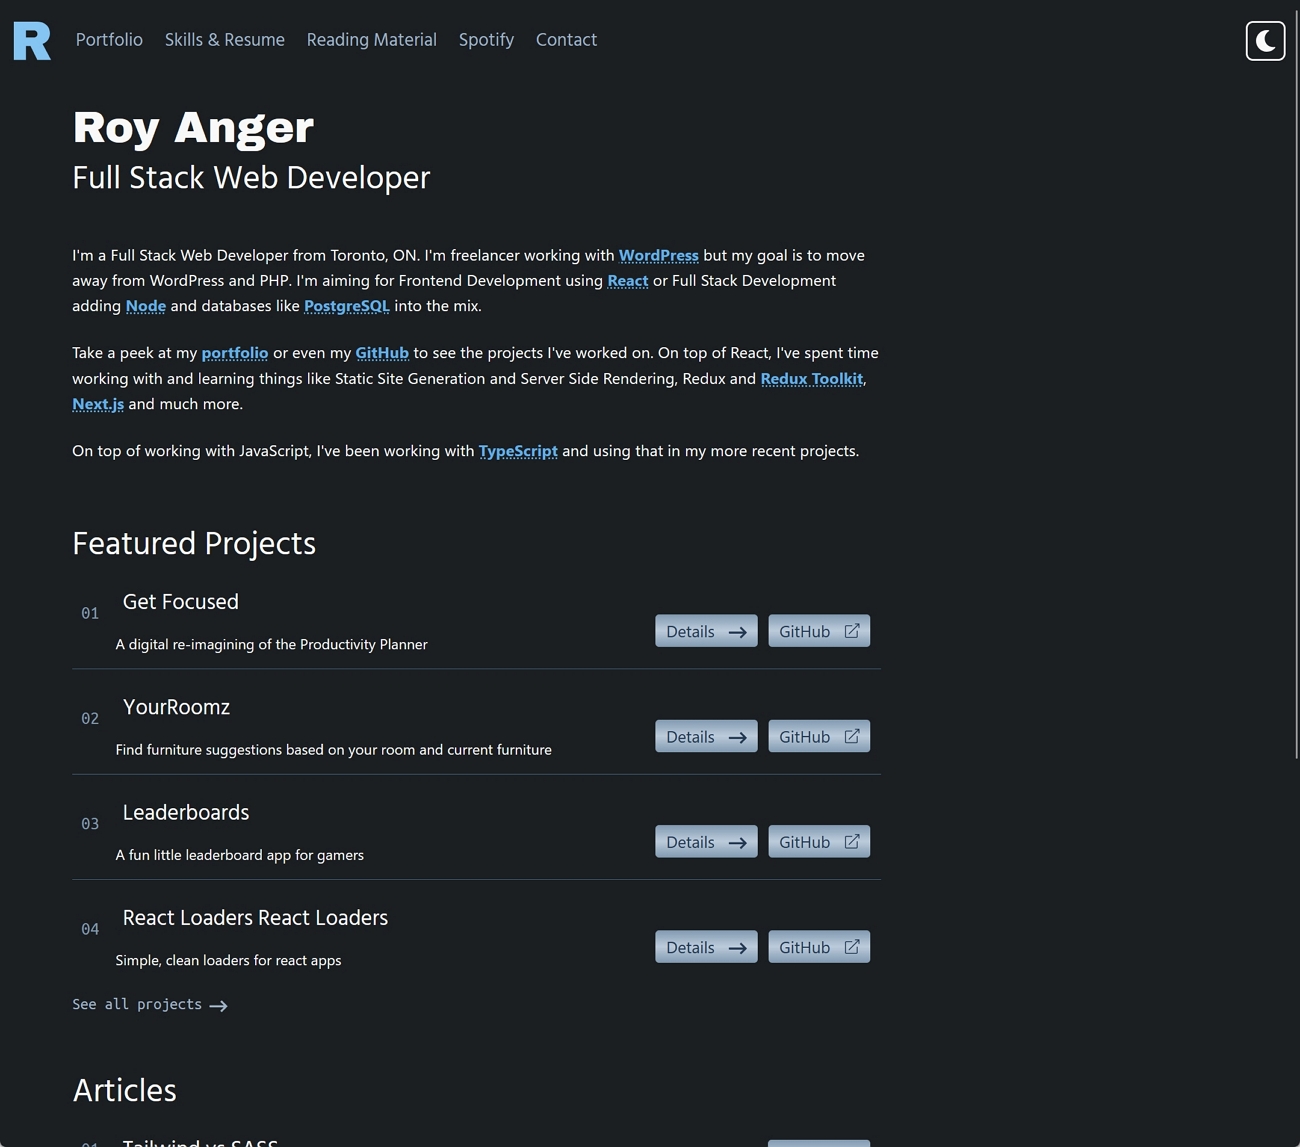 R Portfolio Skills & Resume Reading Material Spotify Contact
Roy Anger
Full Stack Web Developer
I'm a Full Stack Web Developer from Toronto, ON. I'm freelancer working with WordPress but my goal is to move
away from WordPress and PHP. I'm aiming for Frontend Development using React or Full Stack Development
adding Node and databases like PostgreSQL into the mix.
Take a peek at my portfolio or even my GitHub to see the projects I've worked on. On top of React, I've spent time
working with and learning things like Static Site Generation and Server Side Rendering, Redux and Redux Toolkit,
Next.js and much more.
On top of working with JavaScript, I've been working with TypeScript and using that in my more recent projects.
Featured Projects
01 Get Focused
A digital re-imagining of the Productivity Planner
Details GitHub
02 YourRoomz
Find furniture suggestions based on your room and current furniture
Details GitHub
03 Leaderboards
A fun little leaderboard app for gamers
Details GitHub
04 React Loaders React Loaders
Simple, clean loaders for react apps
Details GitHub
See all projects
Articles
01 Tailwind vs SASS